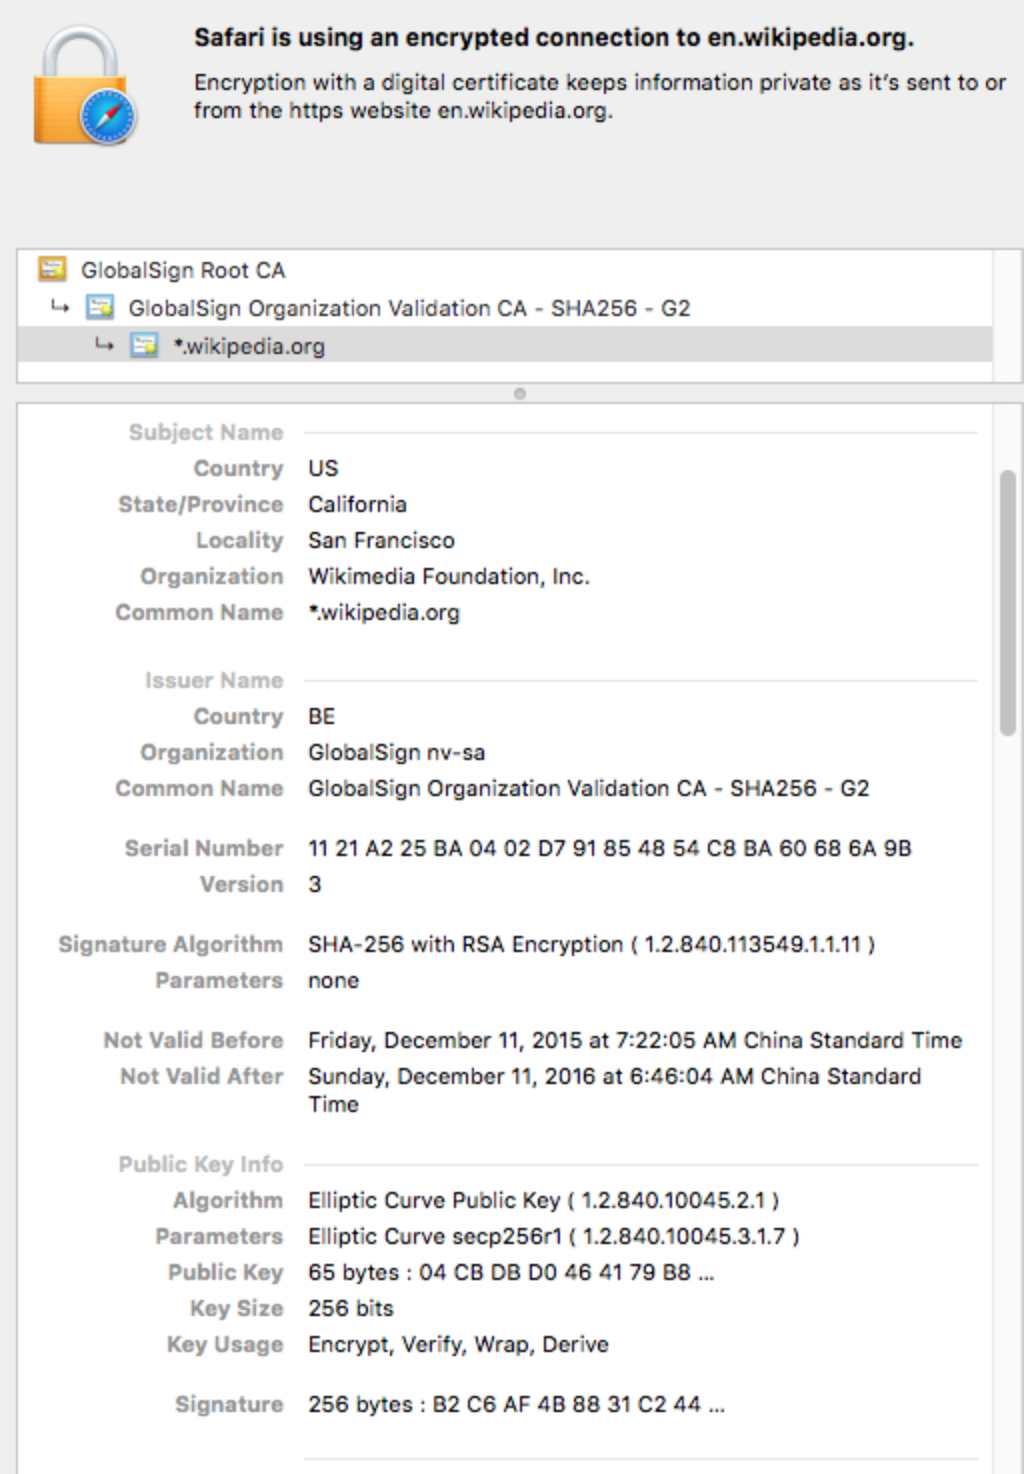 Safari is using an encrypted connection to en.wikipedia.org.
Encryption with a digital certificate keeps information private as it's sent to or
from the https website en.wikipedia.org.
GlobalSign Root CA
GlobalSign Organization Validation CA - SHA256 - G2
*.wikipedia.org
Subject Name
Country US
State/Province California
Locality San Francisco
Organization Wikimedia Foundation, Inc.
Common Name *.wikipedia.org
Issuer Name
Country BE
Organization GlobalSign nv-sa
Common Name GlobalSign Organization Validation CA - SHA256 - G2
Serial Number 11 21 A2 25 BA 04 02 D7 91 85 48 54 C8 BA 60 68 6A 9B
Version 3
Signature Algorithm SHA-256 with RSA Encryption ( 1.2.840.113549.1.1.11 )
Parameters none
Not Valid Before Friday, December 11, 2015 at 7:22:05 AM China Standard Time
Not Valid After Sunday, December 11, 2016 at 6:46:04 AM China Standard
Time
Public Key Info
Algorithm Elliptic Curve Public Key ( 1.2.840.10045.2.1 )
Parameters Elliptic Curve secp256r1 ( 1.2.840.10045.3.1.7 )
Public Key 65 bytes : 04 CB DB D0 46 41 79 B8 ...
Key Size 256 bits
Key Usage Encrypt, Verify, Wrap, Derive
Signature 256 bytes : B2 C6 AF 4B 88 31 C2 44 ...